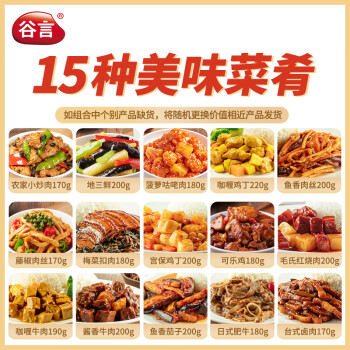 谷言
15种美味菜肴
如组合中个别产品缺货，将随机更换价值相近产品发货
农家小炒肉170g
地三鲜200g
菠萝咕咾肉180g
咖喱鸡丁220g
鱼香肉丝200g
藤椒肉丝170g
梅菜扣肉180g
宫保鸡丁200g
可乐鸡180g
毛氏红烧肉200g
咖喱牛肉190g
酱香牛肉200g
鱼香茄子200g
日式肥牛180g
台式卤肉170g